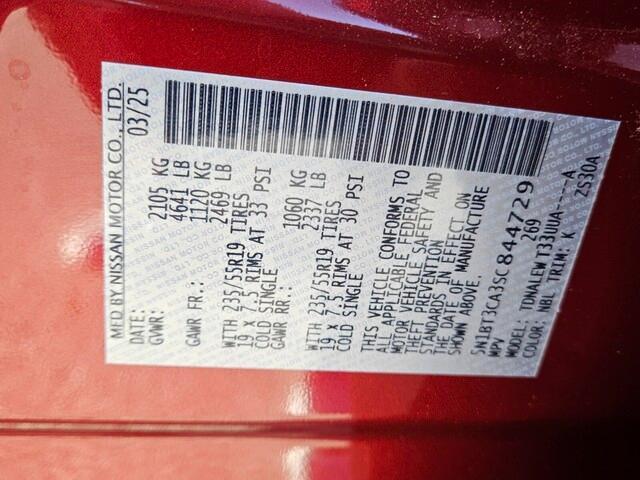 MFD BY NISSAN MOTOR CO., LTD.
DATE: 03/25
GVWR: 2105 KG
4641 LB
GAWR FR.: 1120 KG
2469 LB
WITH 235/55R19 TIRES
19 X 7.5 RIMS AT 33 PSI
COLD SINGLE
GAWR RR.: 1060 KG
2337 LB
WITH 235/55R19 TIRES
19 X 7.5 RIMS AT 30 PSI
COLD SINGLE
THIS VEHICLE CONFORMS TO
ALL APPLICABLE FEDERAL
MOTOR VEHICLE SAFETY AND
THEFT PREVENTION
STANDARDS IN EFFECT ON
THE DATE OF MANUFACTURE
SHOWN ABOVE.
5N1BT3CA3SC844729
MPV 269
MODEL: TDNALEW T33UUA-----A
COLOR: NBL TRIM: K 2S30A